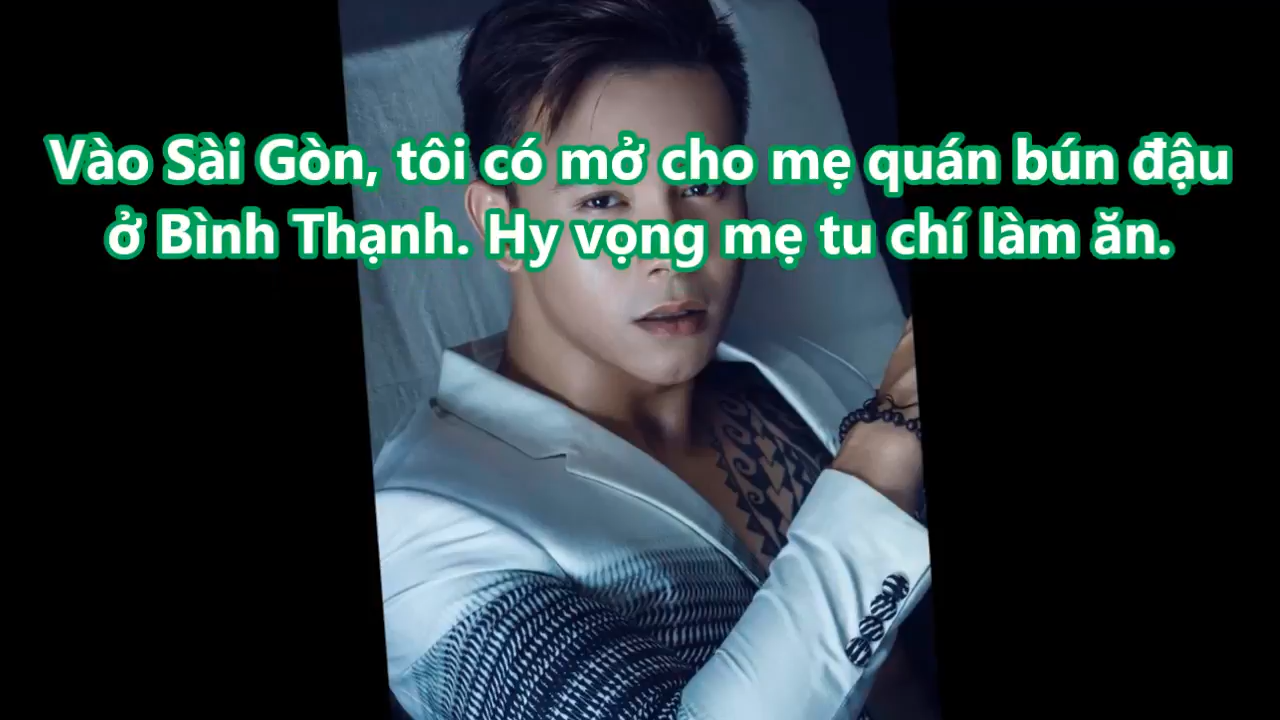 Vào Sài Gòn, tôi có mở cho mẹ quán bún đậu
ở Bình Thạnh. Hy vọng mẹ tu chí làm ăn.